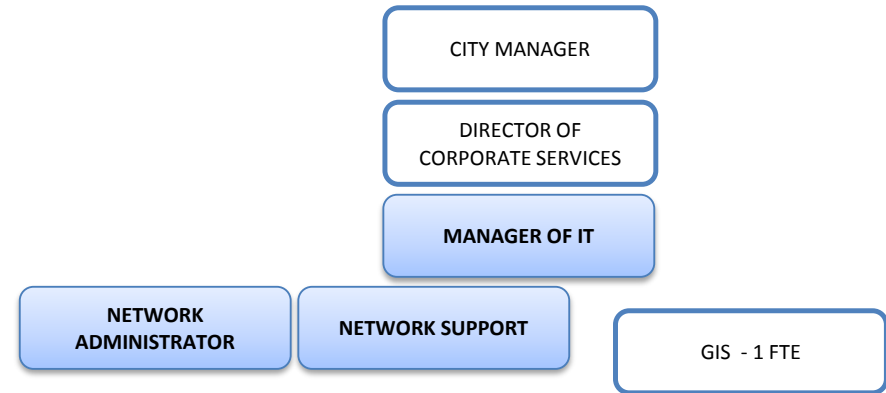 CITY MANAGER
DIRECTOR OF
CORPORATE SERVICES
MANAGER OF IT
NETWORK
ADMINISTRATOR
NETWORK SUPPORT
GIS - 1 FTE